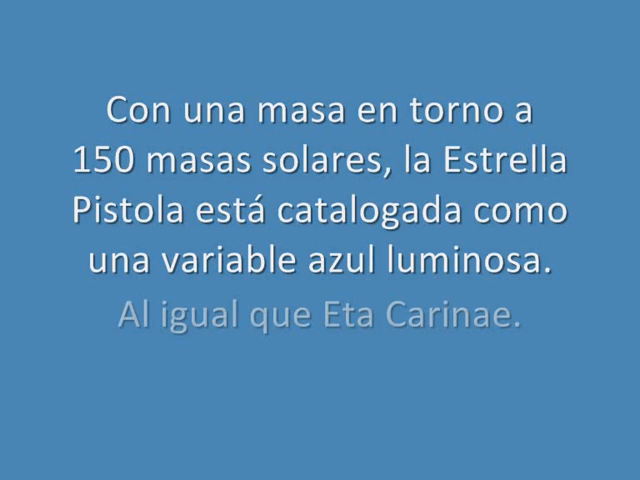 Con una masa en torno a
150 masas solares, la Estrella
Pistola está catalogada como
una variable azul luminosa.
Al igual que Eta Carinae.